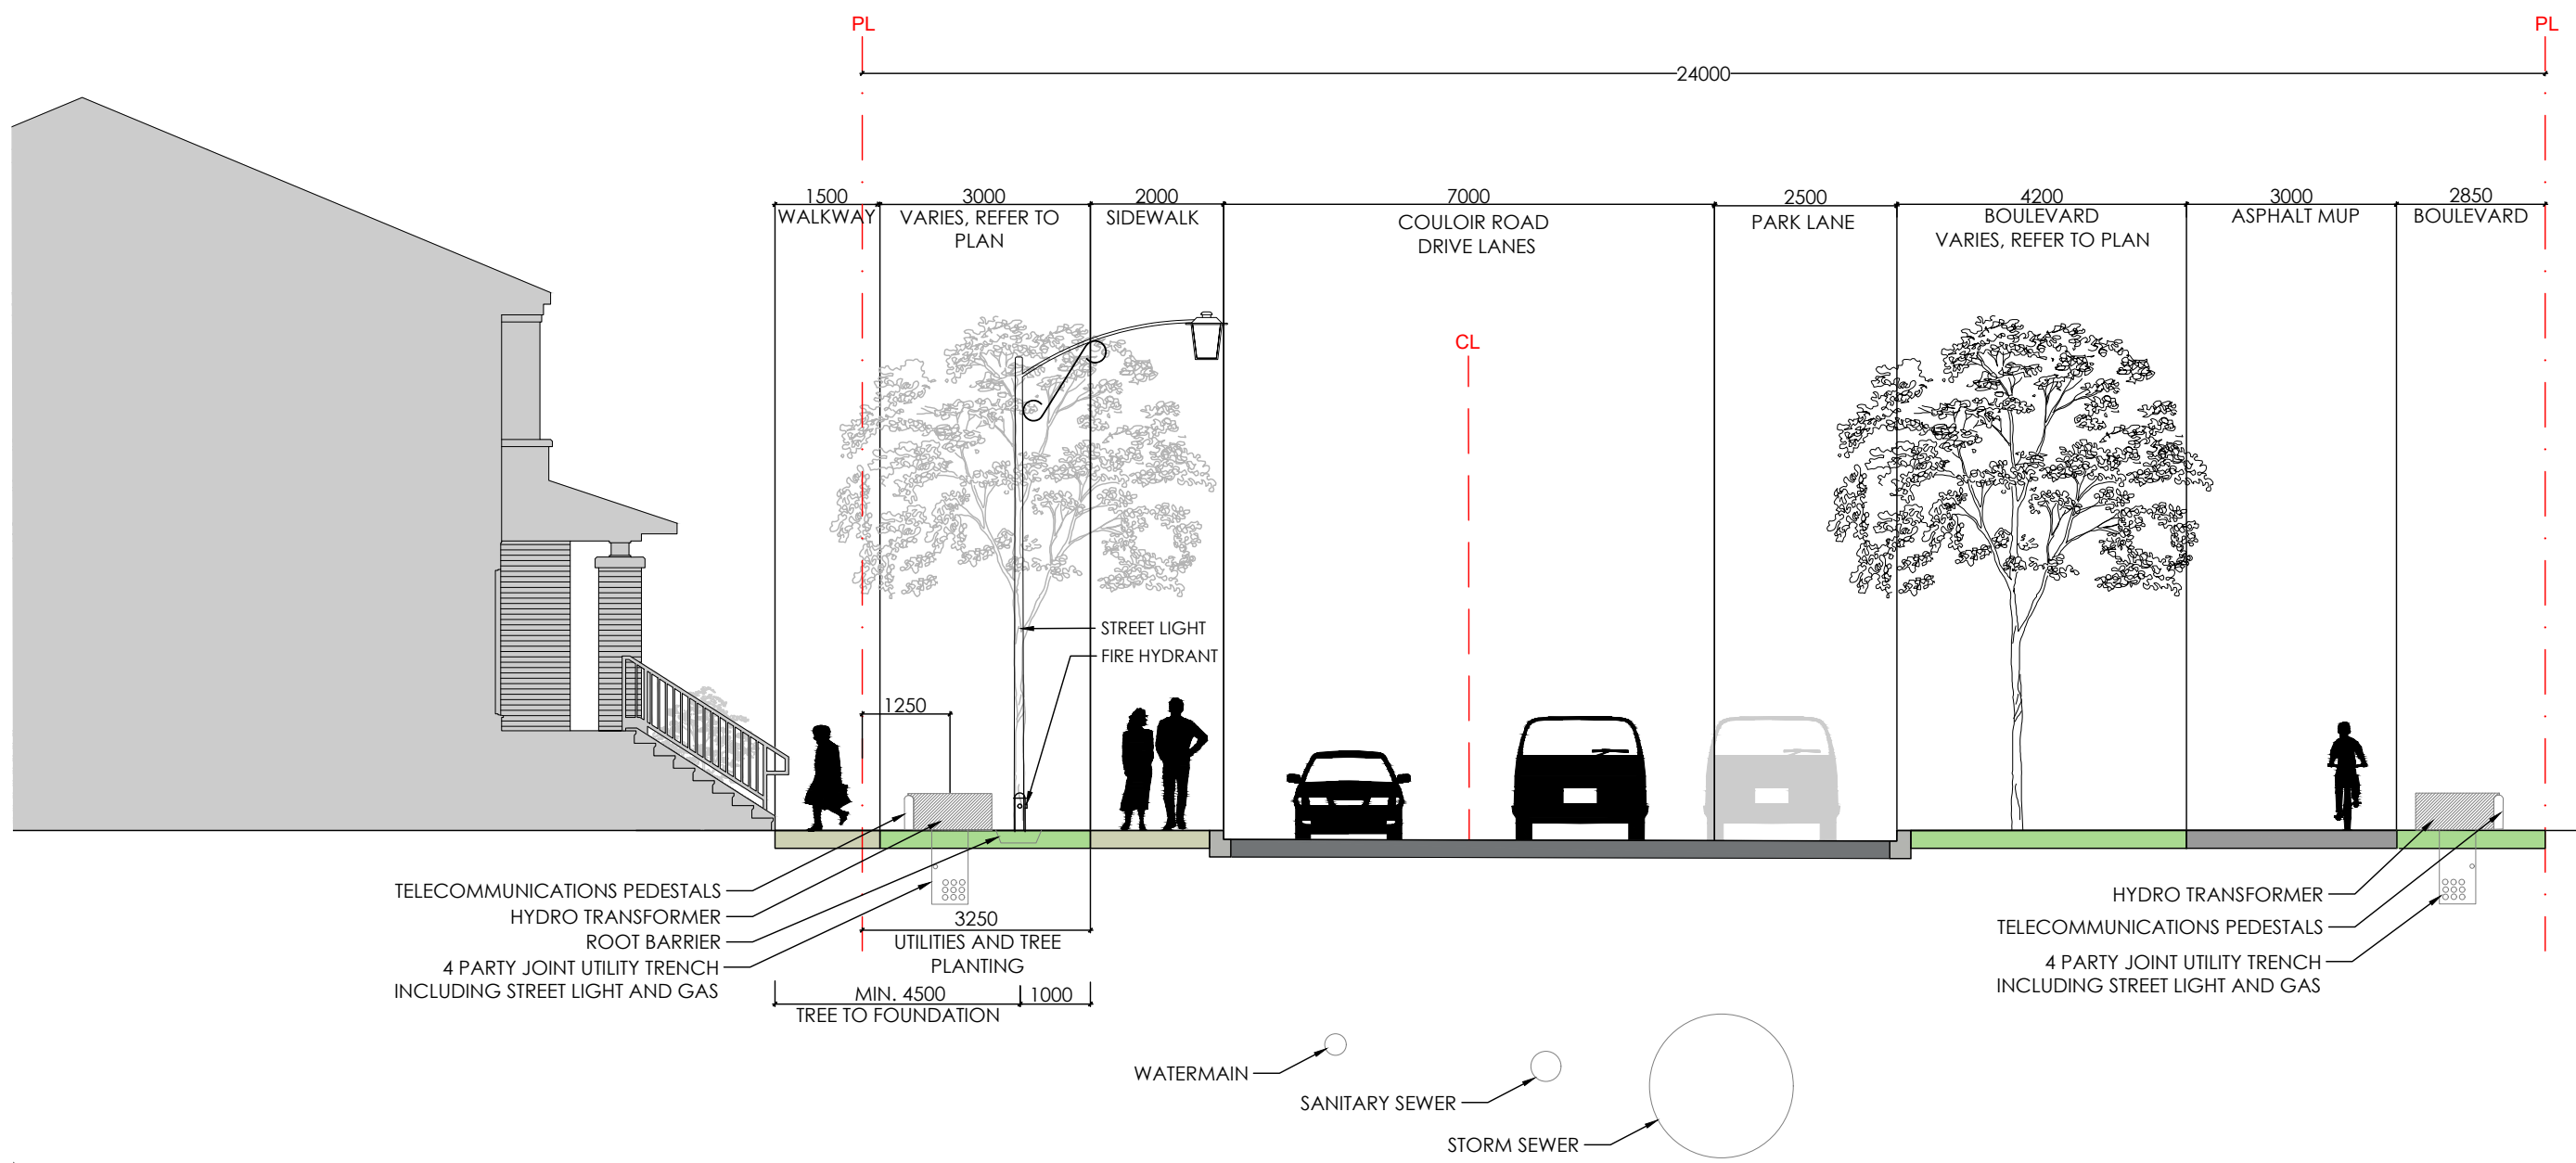 PL
PL
24000
1500
WALKWAY
3000
VARIES, REFER TO
PLAN
2000
SIDEWALK
7000
COULOIR ROAD
DRIVE LANES
2500
PARK LANE
4200
BOULEVARD
VARIES, REFER TO PLAN
3000
ASPHALT MUP
2850
BOULEVARD
CL
STREET LIGHT
FIRE HYDRANT
1250
TELECOMMUNICATIONS PEDESTALS
HYDRO TRANSFORMER
ROOT BARRIER
4 PARTY JOINT UTILITY TRENCH
INCLUDING STREET LIGHT AND GAS
3250
UTILITIES AND TREE
PLANTING
MIN. 4500
TREE TO FOUNDATION
1000
HYDRO TRANSFORMER
TELECOMMUNICATIONS PEDESTALS
4 PARTY JOINT UTILITY TRENCH
INCLUDING STREET LIGHT AND GAS
WATERMAIN
SANITARY SEWER
STORM SEWER